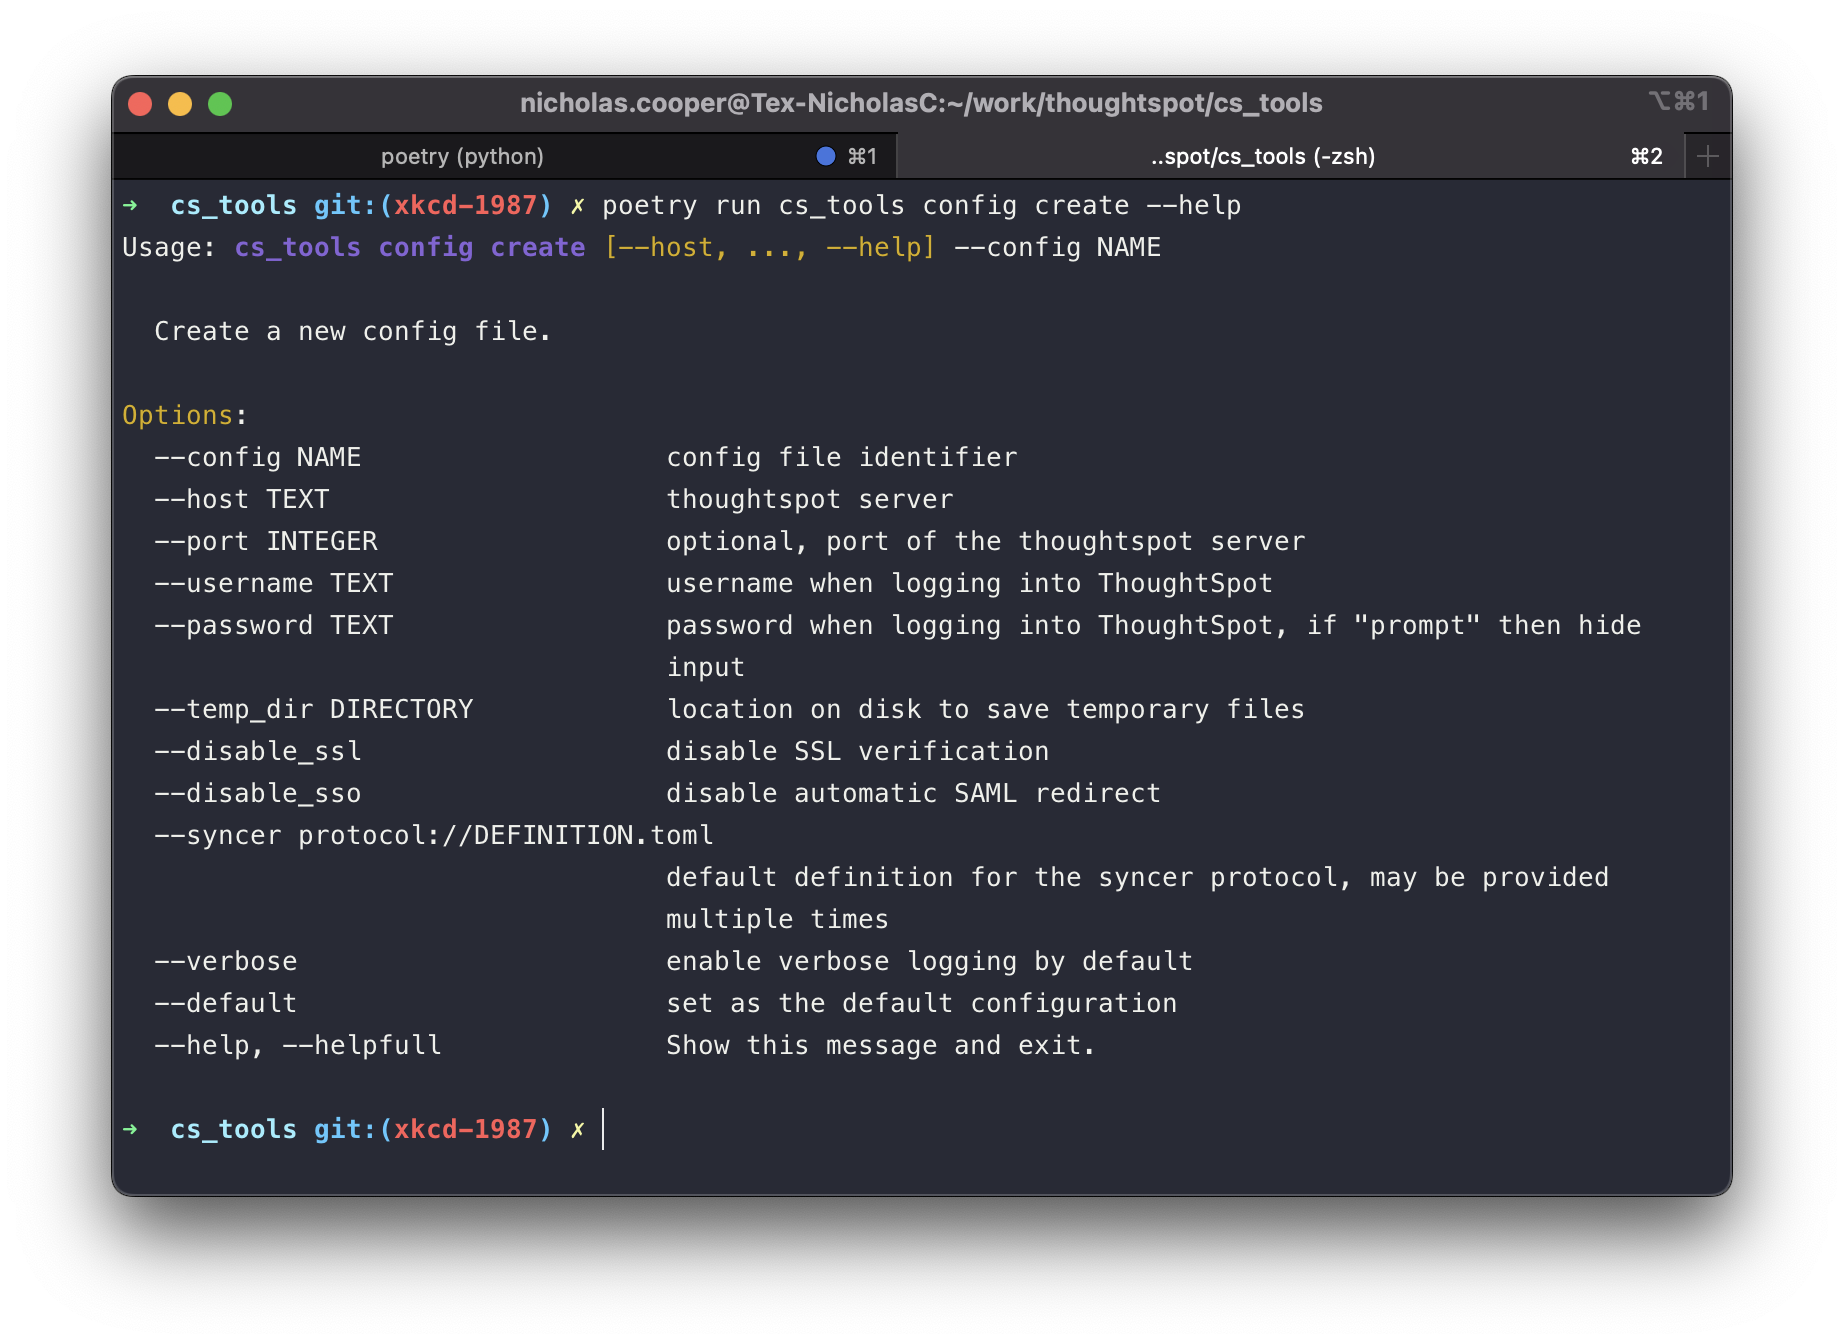 nicholas.cooper@Tex-NicholasC:~/work/thoughtspot/cs_tools ⌥⌘1
poetry (python) ⌘1 ..spot/cs_tools (-zsh) ⌘2 +
➜  cs_tools git:(xkcd-1987) ✗ poetry run cs_tools config create --help
Usage: cs_tools config create [--host, ..., --help] --config NAME

  Create a new config file.

Options:
  --config NAME                   config file identifier
  --host TEXT                     thoughtspot server
  --port INTEGER                  optional, port of the thoughtspot server
  --username TEXT                 username when logging into ThoughtSpot
  --password TEXT                 password when logging into ThoughtSpot, if "prompt" then hide
                                  input
  --temp_dir DIRECTORY            location on disk to save temporary files
  --disable_ssl                   disable SSL verification
  --disable_sso                   disable automatic SAML redirect
  --syncer protocol://DEFINITION.toml
                                  default definition for the syncer protocol, may be provided
                                  multiple times
  --verbose                       enable verbose logging by default
  --default                       set as the default configuration
  --help, --helpfull              Show this message and exit.

➜  cs_tools git:(xkcd-1987) ✗